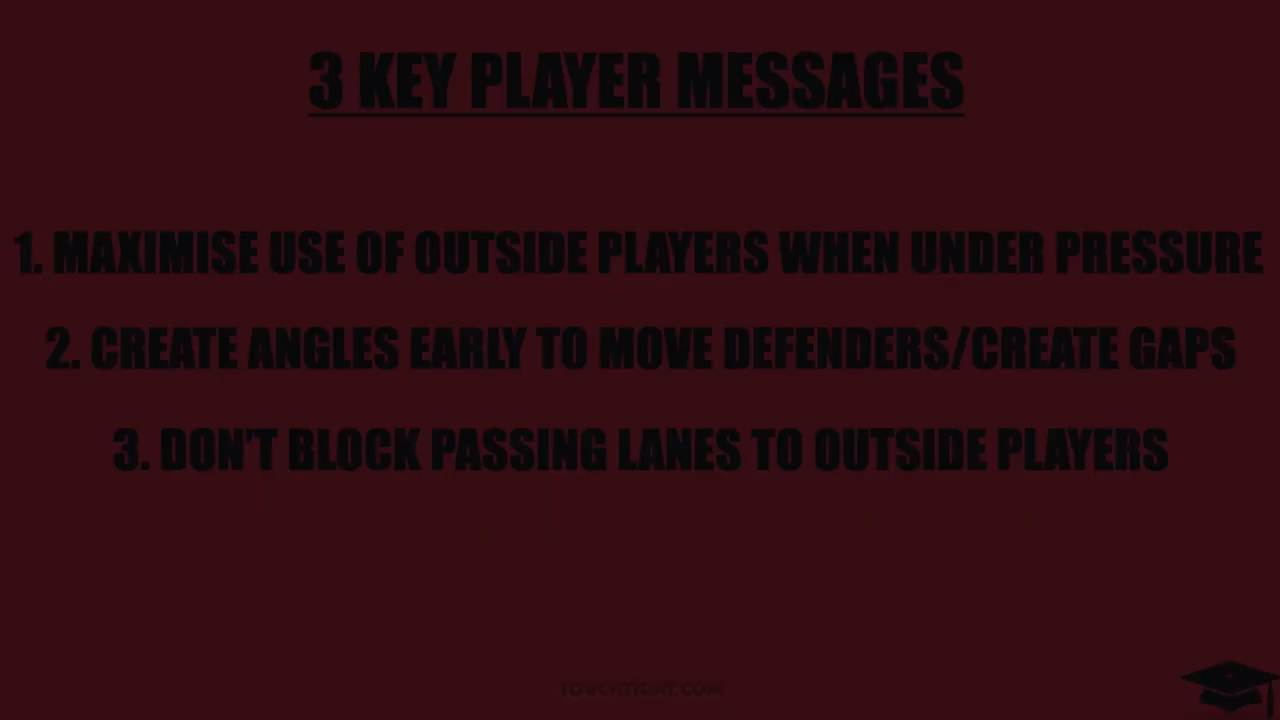 3 KEY PLAYER MESSAGES
1. MAXIMISE USE OF OUTSIDE PLAYERS WHEN UNDER PRESSURE
2. CREATE ANGLES EARLY TO MOVE DEFENDERS/CREATE GAPS
3. DON'T BLOCK PASSING LANES TO OUTSIDE PLAYERS